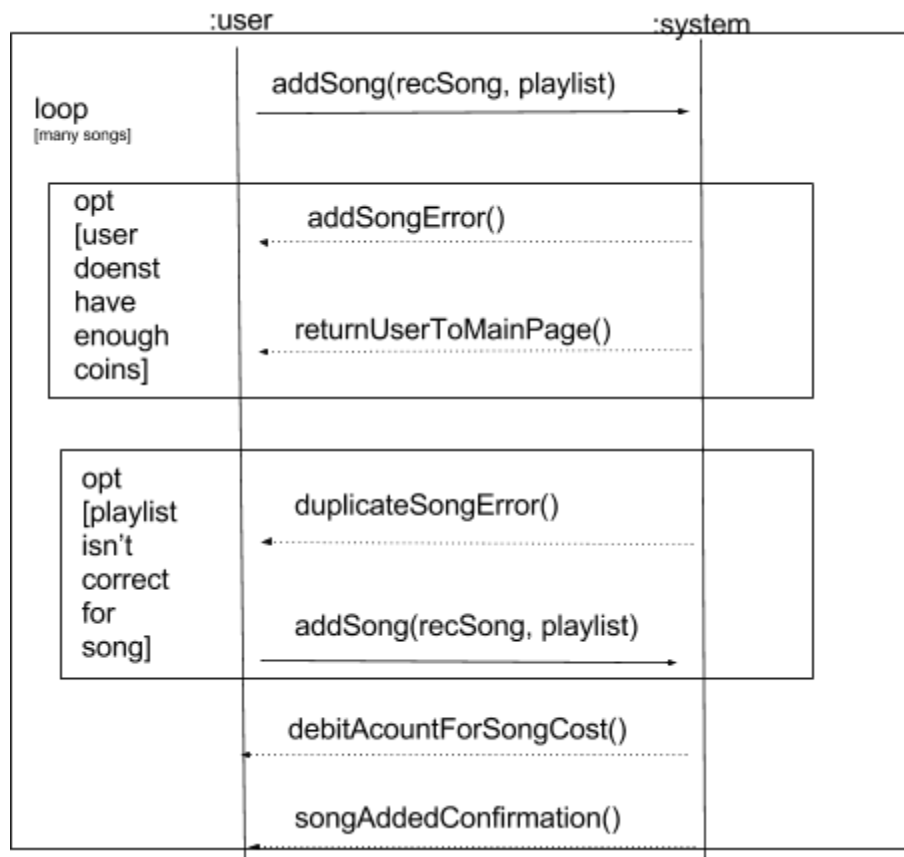 :user
:system
addSong(recSong, playlist)
loop
[many songs]
opt
[user
doenst
have
enough
coins]
addSongError()
returnUserToMainPage()
opt
[playlist
isn't
correct
for
song]
duplicateSongError()
addSong(recSong, playlist)
debitAcountForSongCost()
songAddedConfirmation()